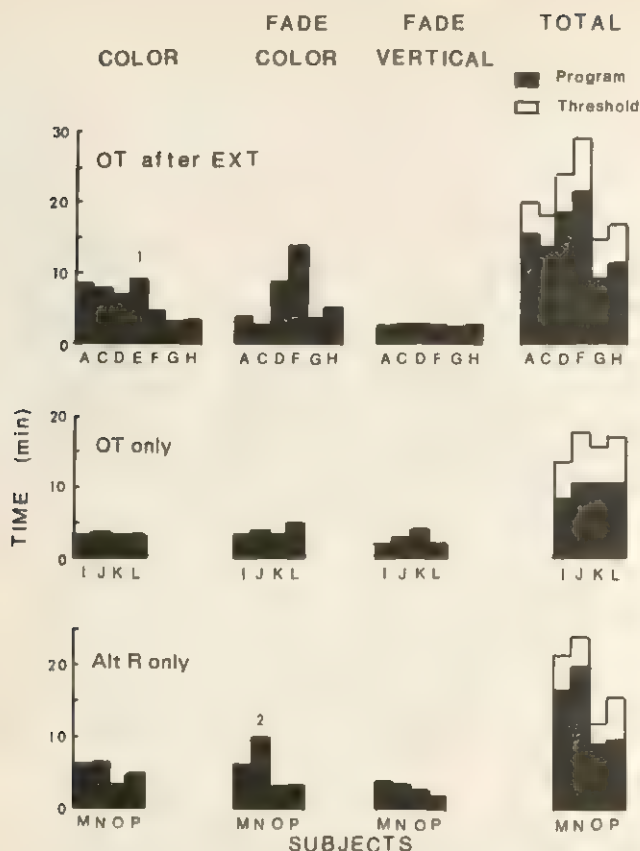 FADE FADE TOTAL
COLOR COLOR VERTICAL
Program
Threshold
30
OT after EXT
20
1
10
0
A C D E F G H A C D F G H A C D F G H A C D F G H
20
OT only
10
0
I J K L I J K L I J K L I J K L
TIME (min)
Alt R only
20
2
10
0
M N O P M N O P M N O P M N O P
SUBJECTS